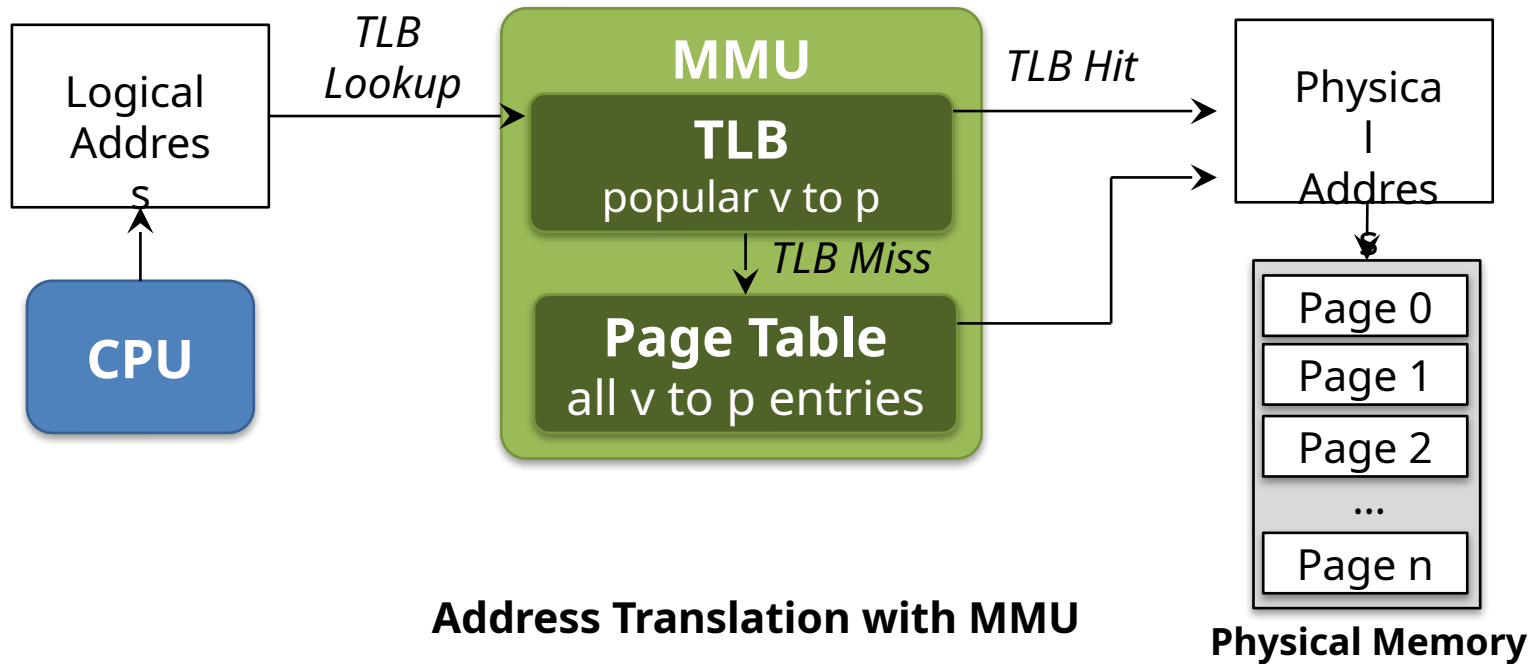 Logical
Addres
s
TLB
Lookup
CPU
MMU
TLB
popular v to p
TLB Miss
Page Table
all v to p entries
TLB Hit
Physica
l
Addres
s
Page 0
Page 1
Page 2
...
Page n
Physical Memory
Address Translation with MMU